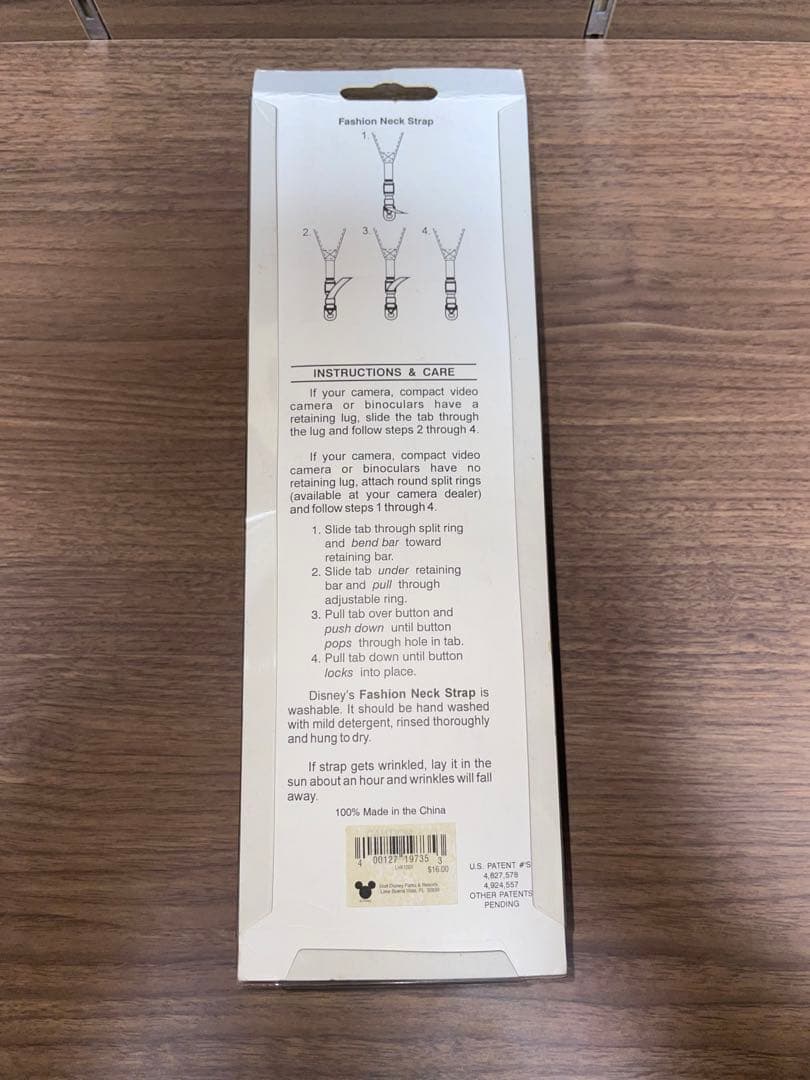 Fashion Neck Strap
1.
2.
3.
4.
INSTRUCTIONS & CARE
If your camera, compact video
camera or binoculars have a
retaining lug, slide the tab through
the lug and follow steps 2 through 4.
If your camera, compact video
camera or binoculars have no
retaining lug, attach round split rings
(available at your camera dealer)
and follow steps 1 through 4.
1. Slide tab through split ring
and bend bar toward
retaining bar.
2. Slide tab under retaining
bar and pull through
adjustable ring.
3. Pull tab over button and
push down until button
pops through hole in tab.
4. Pull tab down until button
locks into place.
Disney's Fashion Neck Strap is
washable. It should be hand washed
with mild detergent, rinsed thoroughly
and hung to dry.
If strap gets wrinkled, lay it in the
sun about an hour and wrinkles will fall
away.
100% Made in the China
4 00127 19735 3
$16.00
Walt Disney Parks & Resorts
Lake Buena Vista, FL
U.S. PATENT #'S
4,827,578
4,924,557
OTHER PATENTS
PENDING